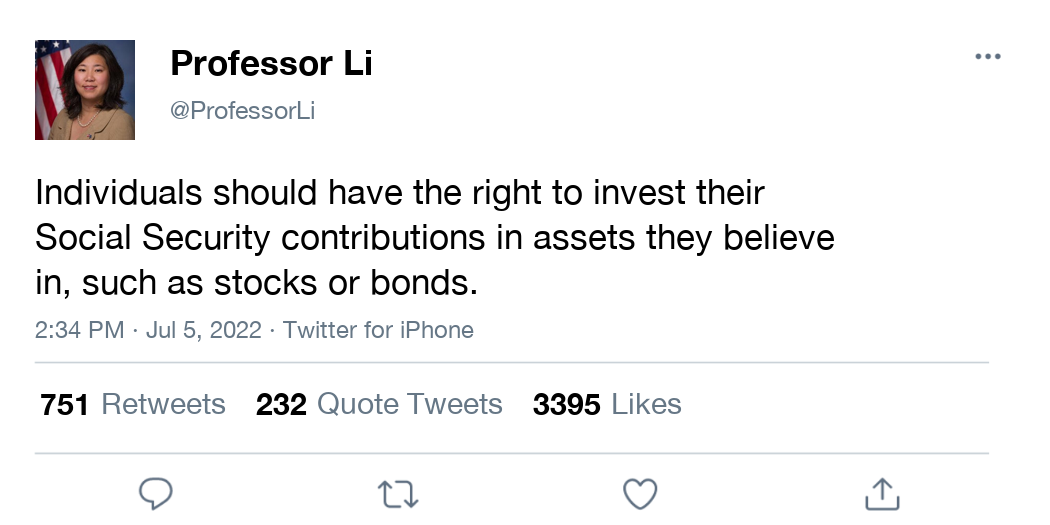 Professor Li
@ProfessorLi
Individuals should have the right to invest their
Social Security contributions in assets they believe
in, such as stocks or bonds.
2:34 PM · Jul 5, 2022 · Twitter for iPhone
751 Retweets 232 Quote Tweets 3395 Likes